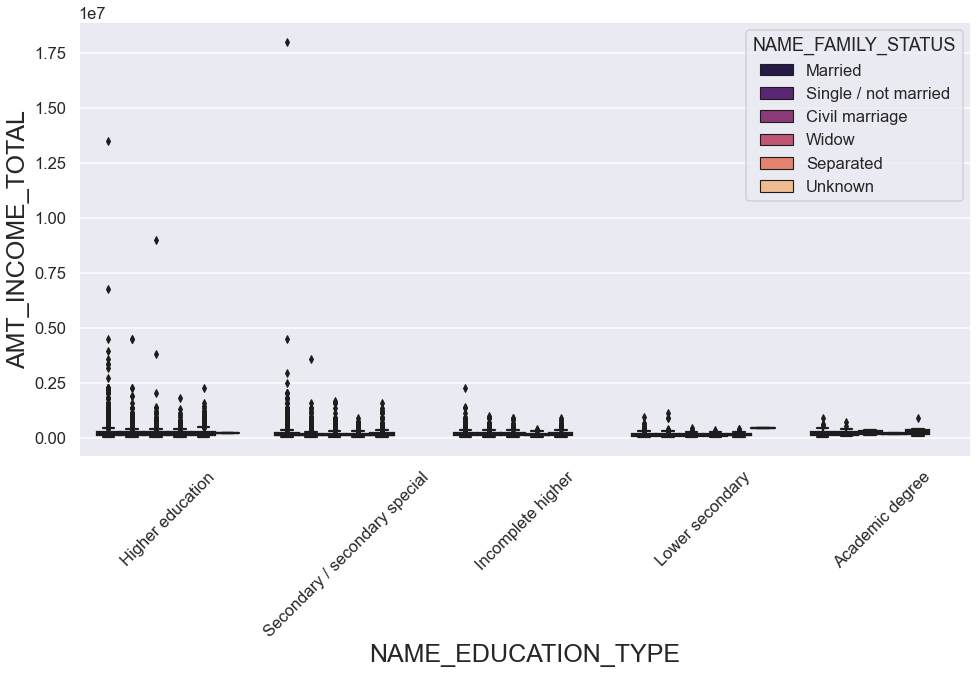 1e7
1.75
1.50
1.25
1.00
0.75
0.50
0.25
0.00
AMT_INCOME_TOTAL
NAME_FAMILY_STATUS
Married
Single / not married
Civil marriage
Widow
Separated
Unknown
Higher education
Secondary / secondary special
Incomplete higher
Lower secondary
Academic degree
NAME_EDUCATION_TYPE